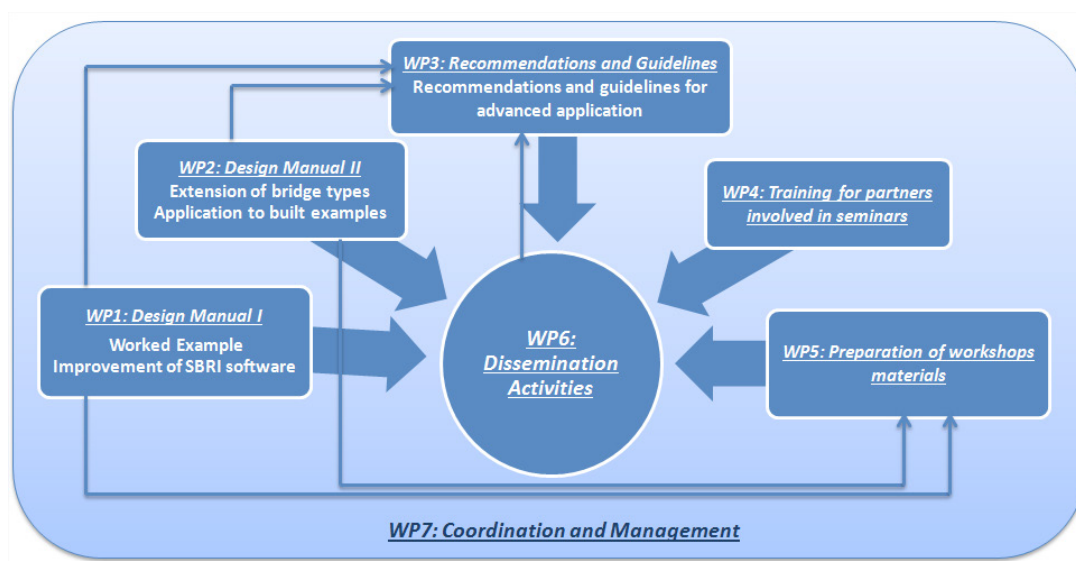 WP3: Recommendations and Guidelines
Recommendations and guidelines for
advanced application
WP2: Design Manual II
Extension of bridge types
Application to built examples
WP4: Training for partners
involved in seminars
WP1: Design Manual I
Worked Example
Improvement of SBRI software
WP6:
Dissemination
Activities
WP5: Preparation of workshops
materials
WP7: Coordination and Management